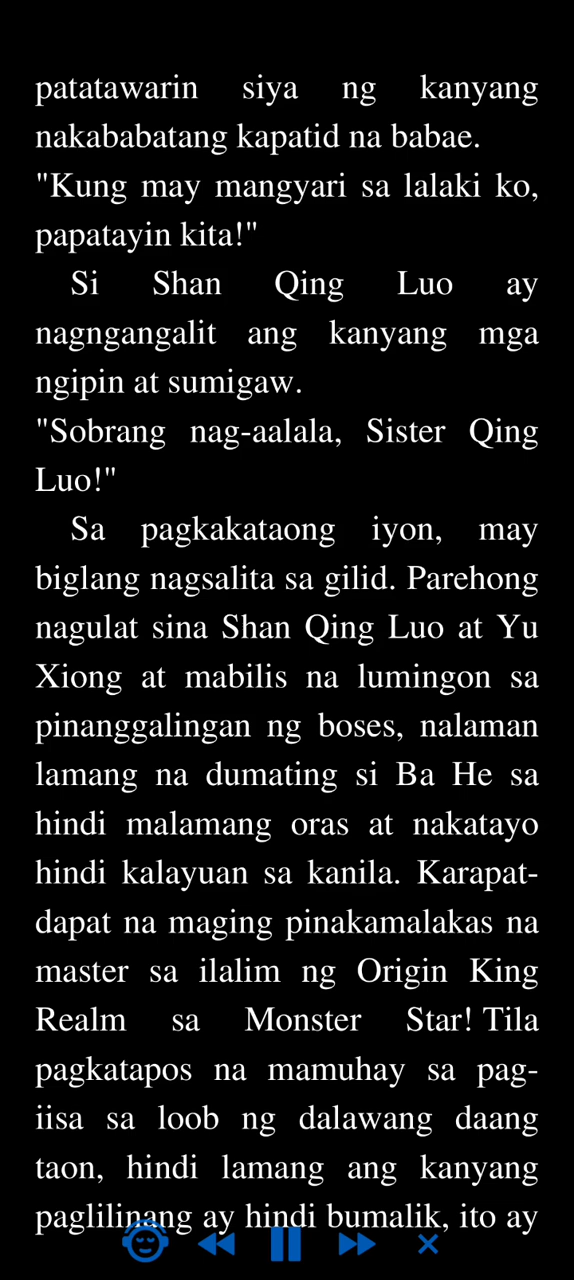 patatawarin siya ng kanyang
nakababatang kapatid na babae.
"Kung may mangyari sa lalaki ko,
papatayin kita!"
Si Shan Qing Luo ay
nagngangalit ang kanyang mga
ngipin at sumigaw.
"Sobrang nag-aalala, Sister Qing
Luo!"
Sa pagkakataong iyon, may
biglang nagsalita sa gilid. Parehong
nagulat sina Shan Qing Luo at Yu
Xiong at mabilis na lumingon sa
pinanggalingan ng boses, nalaman
lamang na dumating si Ba He sa
hindi malamang oras at nakatayo
hindi kalayuan sa kanila. Karapat-
dapat na maging pinakamalakas na
master sa ilalim ng Origin King
Realm sa Monster Star! Tila
pagkatapos na mamuhay sa pag-
iisa sa loob ng dalawang daang
taon, hindi lamang ang kanyang
paglilinang ay hindi bumalik, ito ay